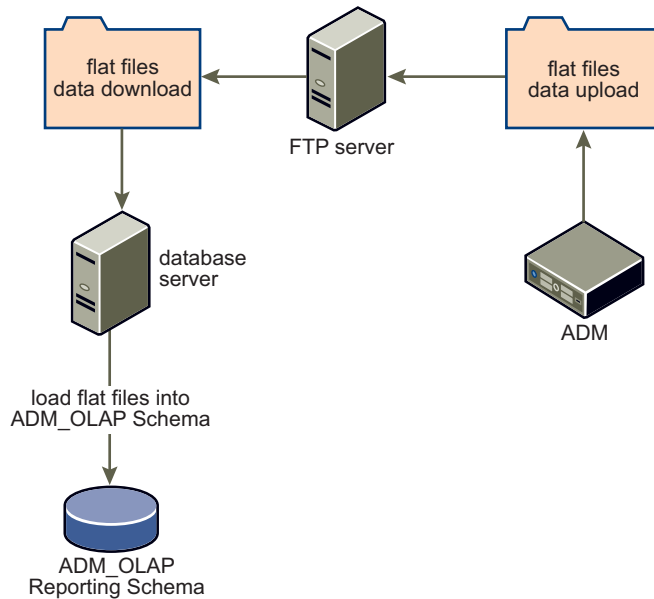 flat files
data download
FTP server
flat files
data upload
database
server
ADM
load flat files into
ADM_OLAP Schema
ADM_OLAP
Reporting Schema